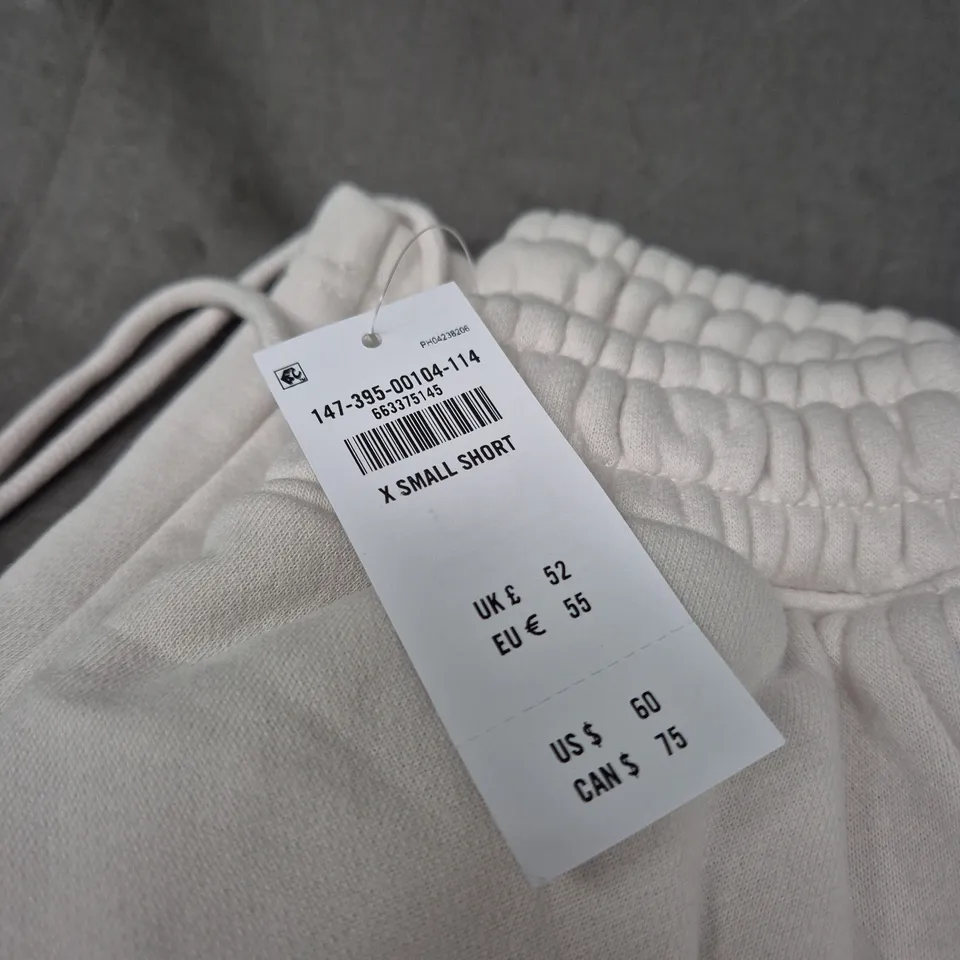 PH04238206
147-395-00104-114
663375145
X SMALL SHORT
UK £ 52
EU € 55
US $ 60
CAN $ 75